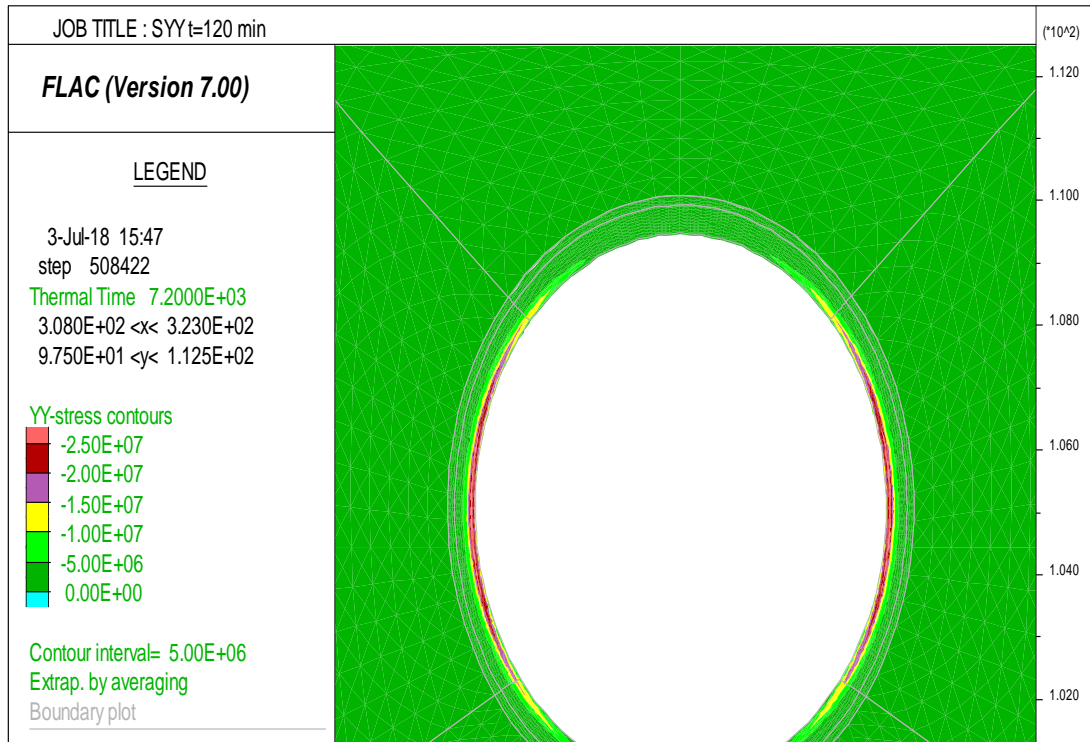 JOB TITLE : SYY t=120 min
(*10^2)
FLAC (Version 7.00)
LEGEND
3-Jul-18 15:47
step 508422
Thermal Time 7.2000E+03
3.080E+02 <x< 3.230E+02
9.750E+01 <y< 1.125E+02
YY-stress contours
-2.50E+07
-2.00E+07
-1.50E+07
-1.00E+07
-5.00E+06
0.00E+00
Contour interval= 5.00E+06
Extrap. by averaging
Boundary plot
1.120
1.100
1.080
1.060
1.040
1.020